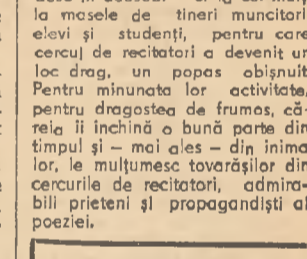 la masele de tineri muncitori
elevi și studenți, pentru care
cercul de recitatori a devenit un
loc drag, un popas obișnuit
Pentru minunata lor activitate,
pentru dragostea de frumos, că-
reia îi închină o bună parte din
timpul și — mai ales — din inima
lor, le mulțumesc tovarășilor din
cercurile de recitatori, admira-
bili prieteni și propagandiști ai
poeziei.